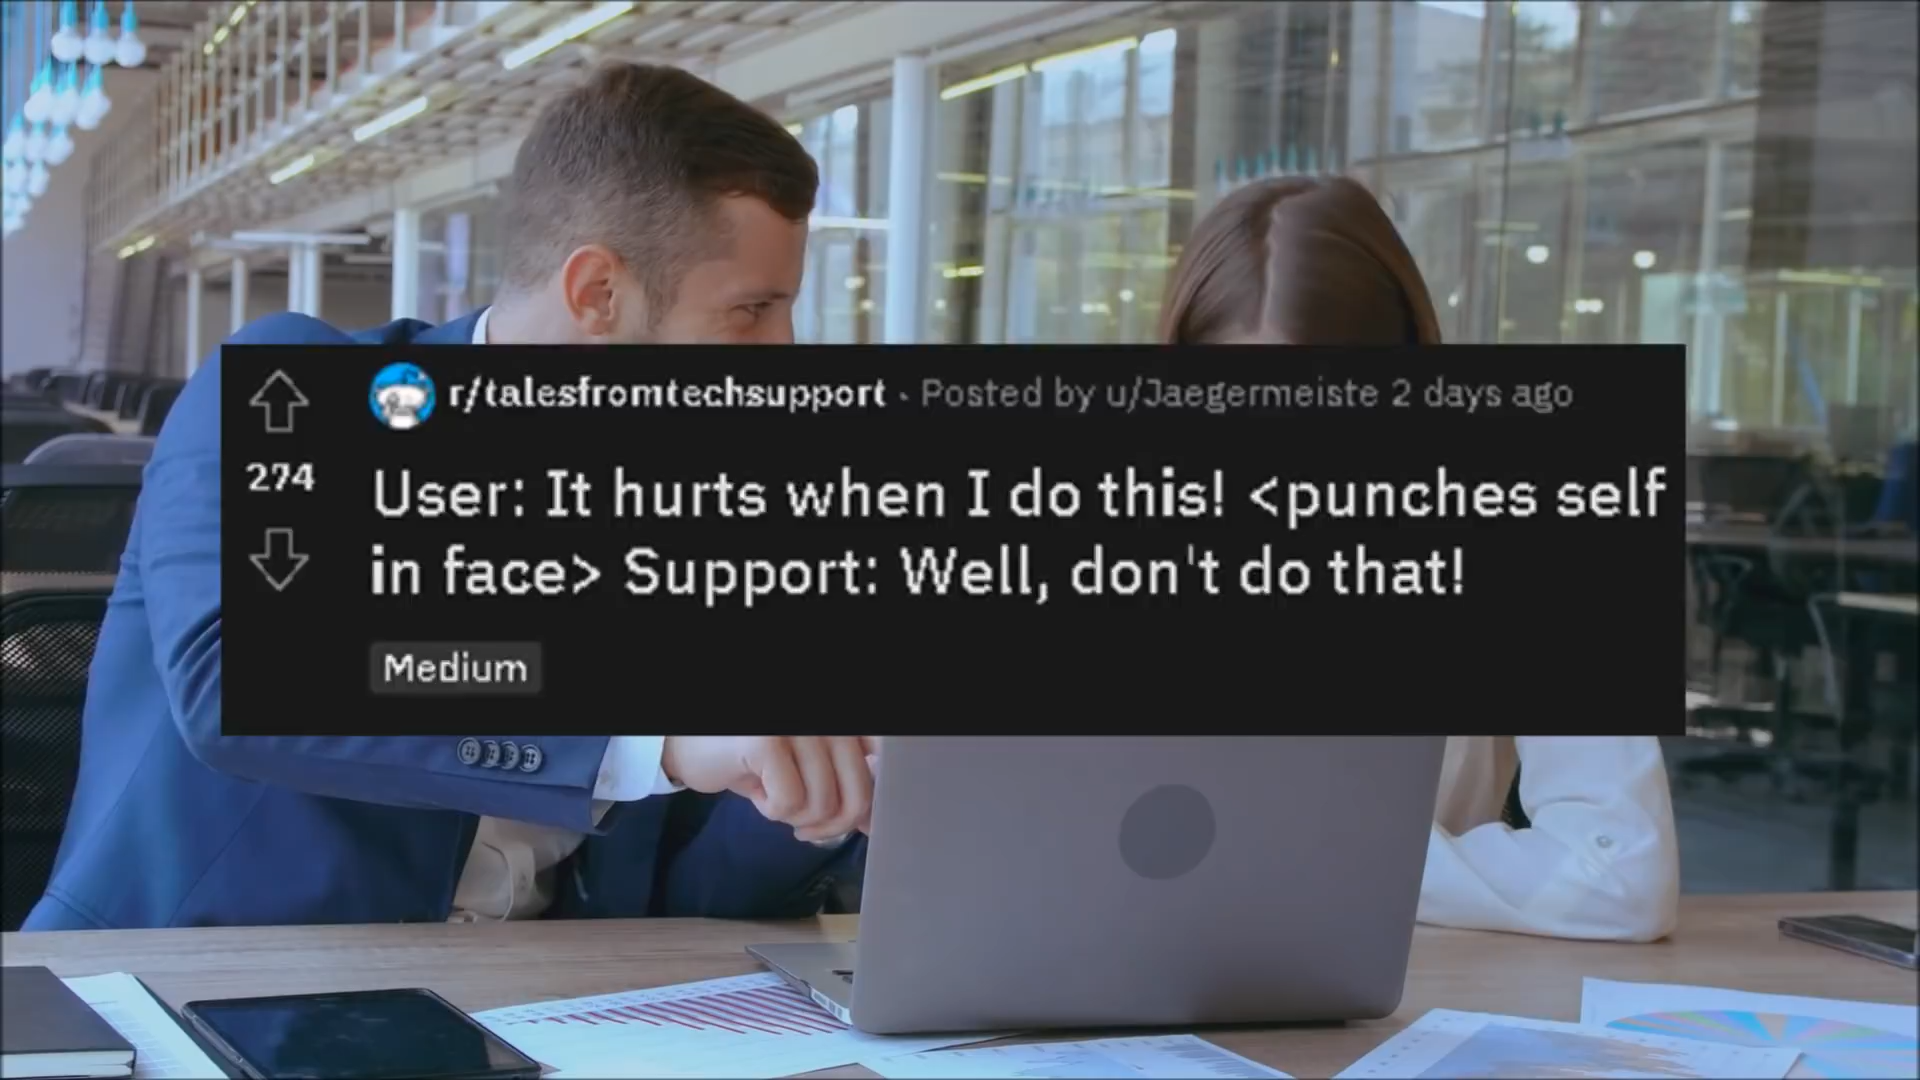 r/talesfromtechsupport · Posted by u/Jaegermeiste 2 days ago
274
User: It hurts when I do this! <punches self
in face> Support: Well, don't do that!
Medium